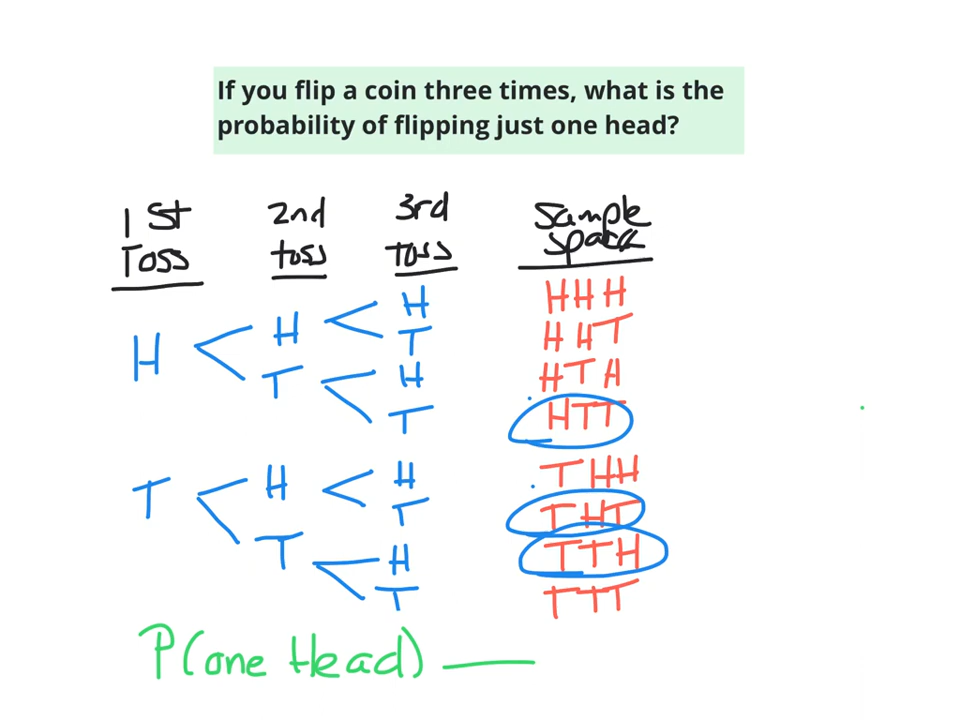 If you flip a coin three times, what is the
probability of flipping just one head?
1st 2nd 3rd Sample
Toss toss toss space
H H H HHH
T HHT
T H HTH
T HTT
T H H THH
T THT
T H TTH
T TTT
P(one Head) ___